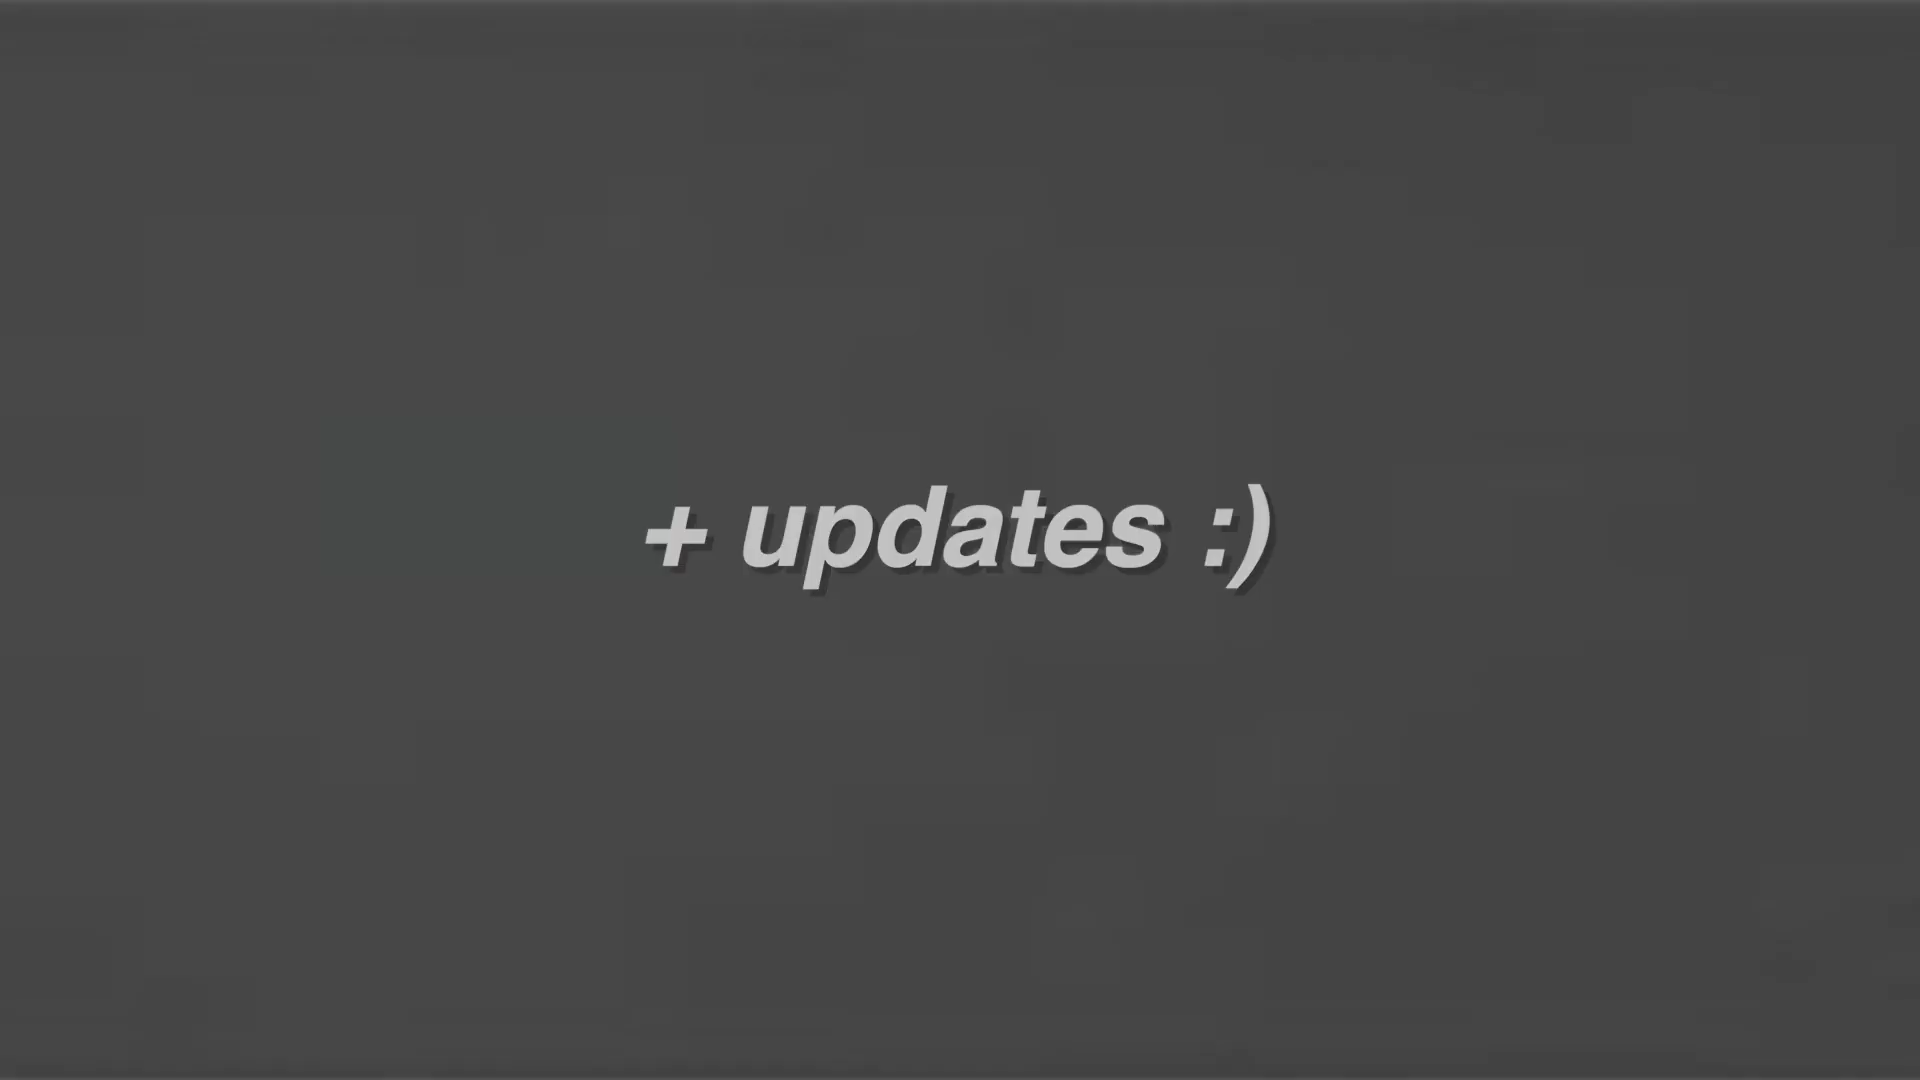 + updates :)